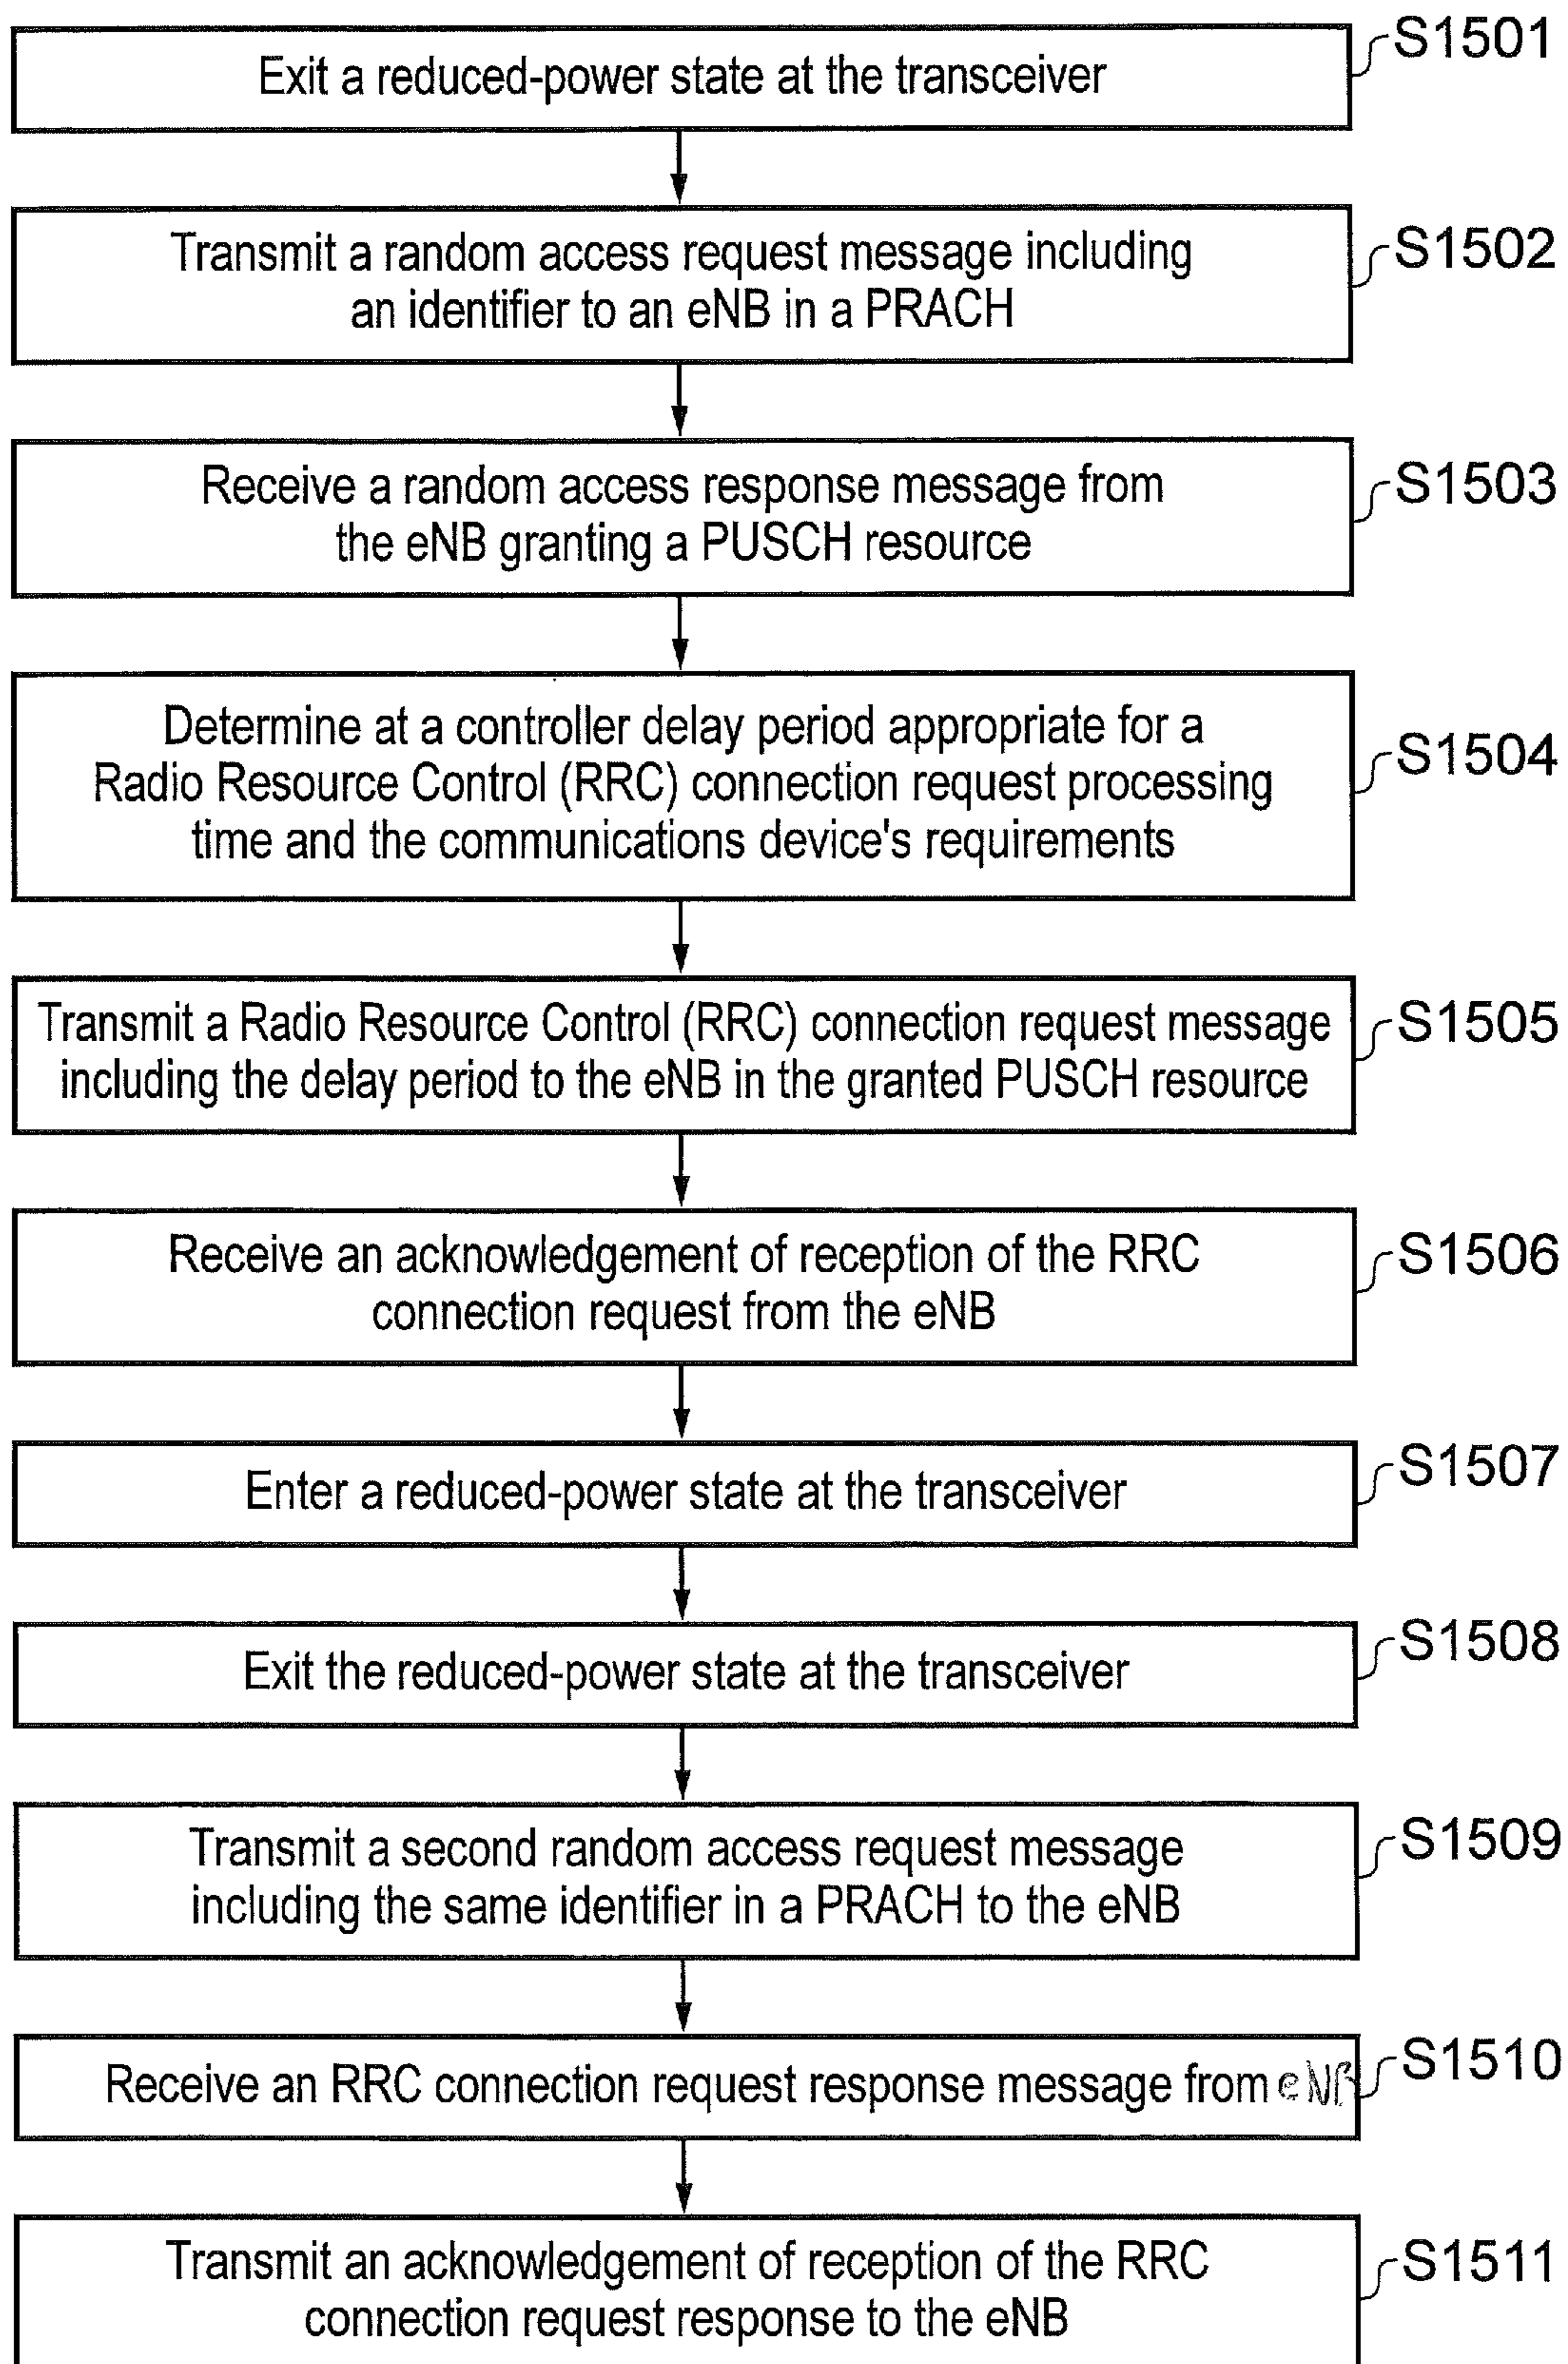 Exit a reduced-power state at the transceiver
S1501
Transmit a random access request message including
an identifier to an eNB in a PRACH
S1502
Receive a random access response message from
the eNB granting a PUSCH resource
S1503
Determine at a controller delay period appropriate for a
Radio Resource Control (RRC) connection request processing
time and the communications device's requirements
S1504
Transmit a Radio Resource Control (RRC) connection request message
including the delay period to the eNB in the granted PUSCH resource
S1505
Receive an acknowledgement of reception of the RRC
connection request from the eNB
S1506
Enter a reduced-power state at the transceiver
S1507
Exit the reduced-power state at the transceiver
S1508
Transmit a second random access request message
including the same identifier in a PRACH to the eNB
S1509
Receive an RRC connection request response message from eNB
S1510
Transmit an acknowledgement of reception of the RRC
connection request response to the eNB
S1511